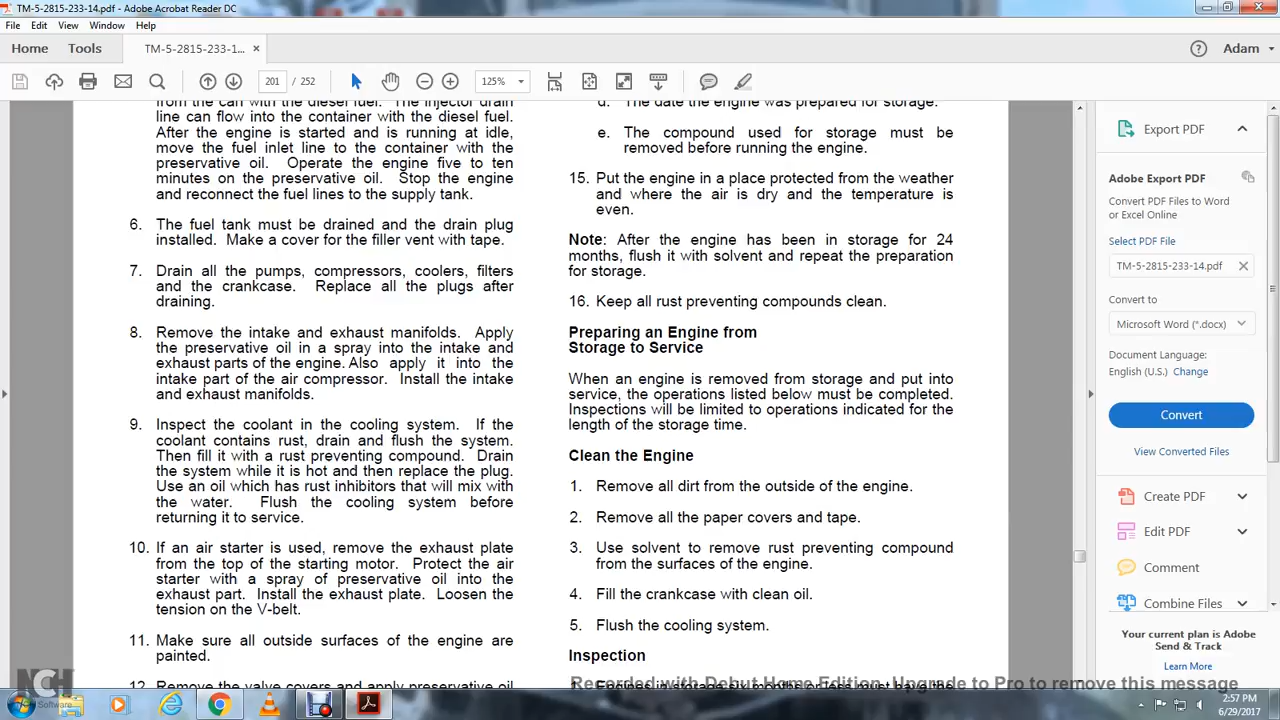 TM-5-2815-233-14.pdf - Adobe Acrobat Reader DC
File Edit View Window Help
Home Tools TM-5-2815-233-1... × Adam
201 / 252 125%
from the can with the diesel fuel. The injector drain
line can flow into the container with the diesel fuel.
After the engine is started and is running at idle,
move the fuel inlet line to the container with the
preservative oil. Operate the engine five to ten
minutes on the preservative oil. Stop the engine
and reconnect the fuel lines to the supply tank.
6. The fuel tank must be drained and the drain plug
installed. Make a cover for the filler vent with tape.
7. Drain all the pumps, compressors, coolers, filters
and the crankcase. Replace all the plugs after
draining.
8. Remove the intake and exhaust manifolds. Apply
the preservative oil in a spray into the intake and
exhaust parts of the engine. Also apply it into the
intake part of the air compressor. Install the intake
and exhaust manifolds.
9. Inspect the coolant in the cooling system. If the
coolant contains rust, drain and flush the system.
Then fill it with a rust preventing compound. Drain
the system while it is hot and then replace the plug.
Use an oil which has rust inhibitors that will mix with
the water. Flush the cooling system before
returning it to service.
10. If an air starter is used, remove the exhaust plate
from the top of the starting motor. Protect the air
starter with a spray of preservative oil into the
exhaust part. Install the exhaust plate. Loosen the
tension on the V-belt.
11. Make sure all outside surfaces of the engine are
painted.
12. Remove the valve covers and apply preservative oil
d. The date the engine was prepared for storage.
e. The compound used for storage must be
removed before running the engine.
15. Put the engine in a place protected from the weather
and where the air is dry and the temperature is
even.
Note: After the engine has been in storage for 24
months, flush it with solvent and repeat the preparation
for storage.
16. Keep all rust preventing compounds clean.
Preparing an Engine from
Storage to Service
When an engine is removed from storage and put into
service, the operations listed below must be completed.
Inspections will be limited to operations indicated for the
length of the storage time.
Clean the Engine
1. Remove all dirt from the outside of the engine.
2. Remove all the paper covers and tape.
3. Use solvent to remove rust preventing compound
from the surfaces of the engine.
4. Fill the crankcase with clean oil.
5. Flush the cooling system.
Inspection
Export PDF
Adobe Export PDF
Convert PDF Files to Word
or Excel Online
Select PDF File
TM-5-2815-233-14.pdf
Convert to
Microsoft Word (*.docx)
Document Language:
English (U.S.) Change
Convert
View Converted Files
Create PDF
Edit PDF
Comment
Combine Files
Your current plan is Adobe
Send & Track
Learn More
Recorded with Debut Home Edition. Upgrade to Pro to remove this message
NCH
Software
2:57 PM
6/29/2017